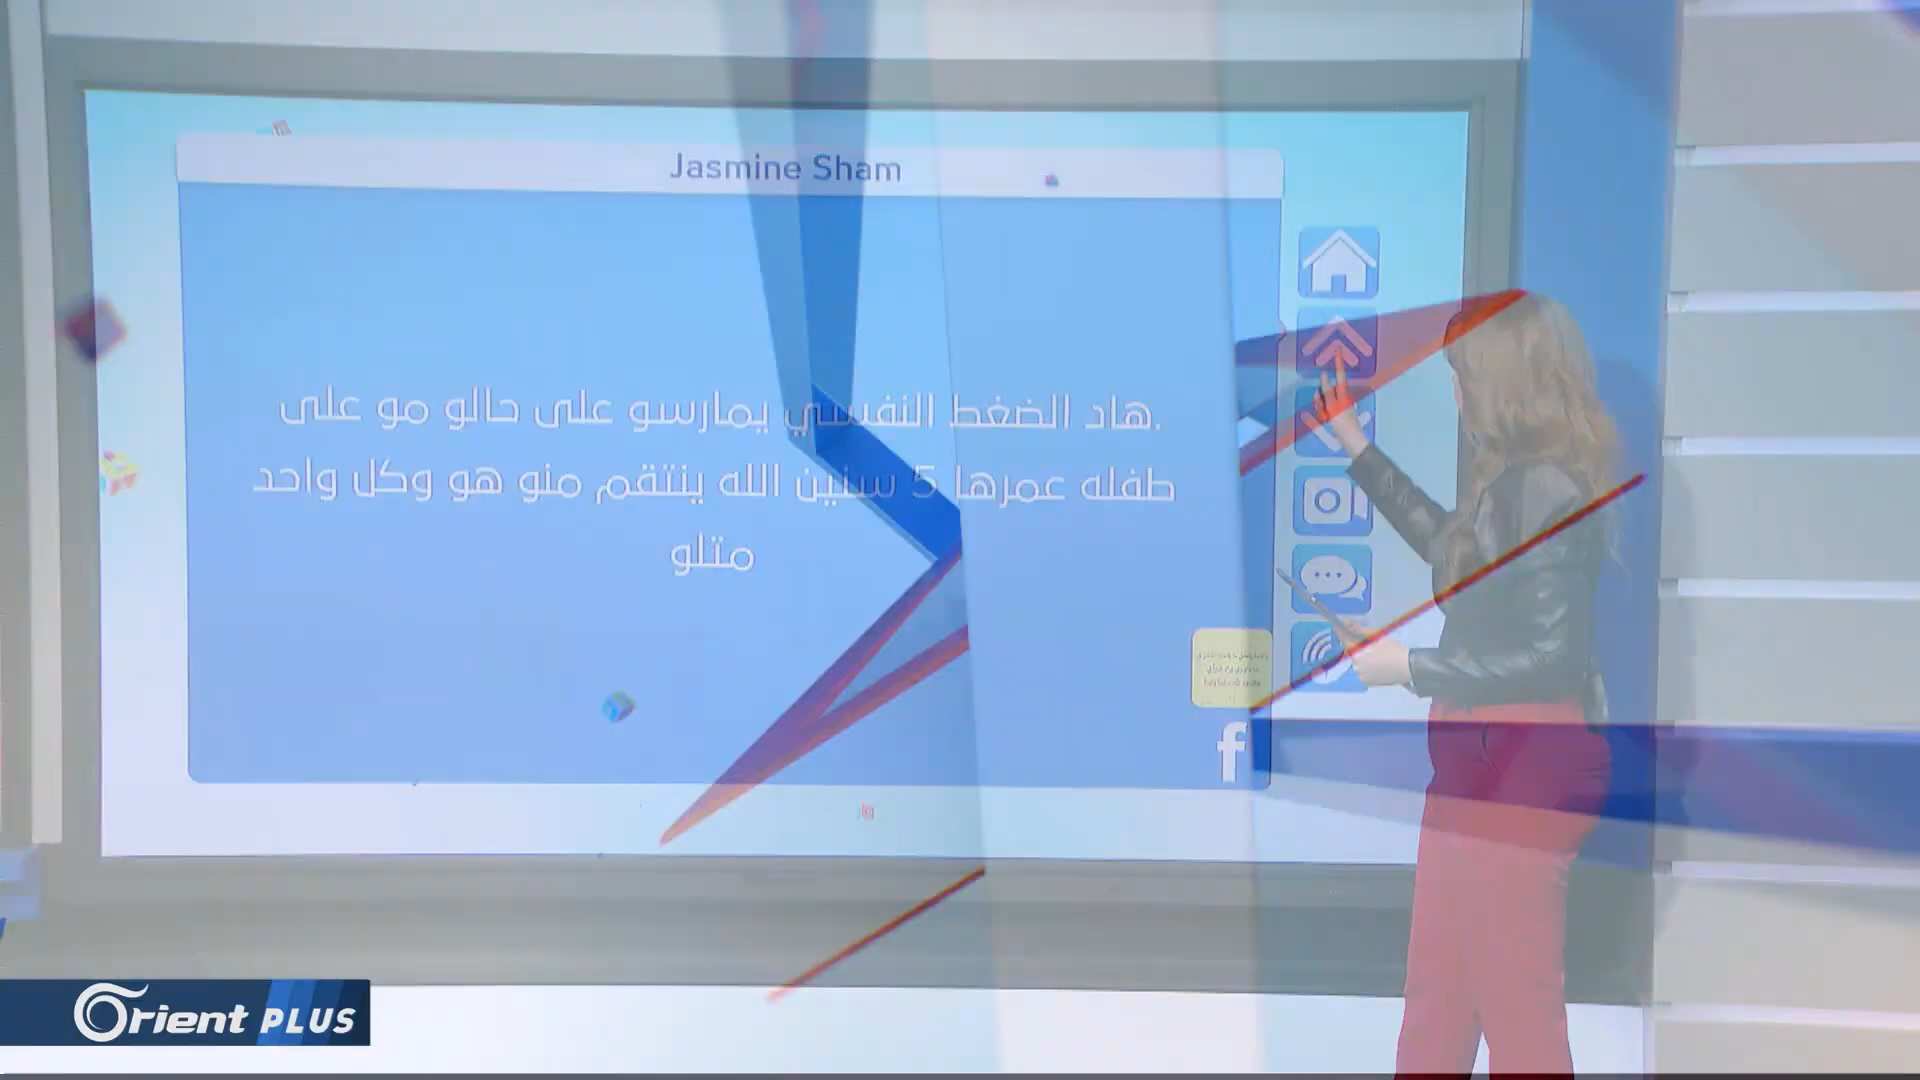 Jasmine Sham
هاد الضغط النفسي يمارسو على حالو مو على.
طفله عمرها 5 سنين الله ينتقم منو هو وكل واحد
متلو
f
Orient PLUS